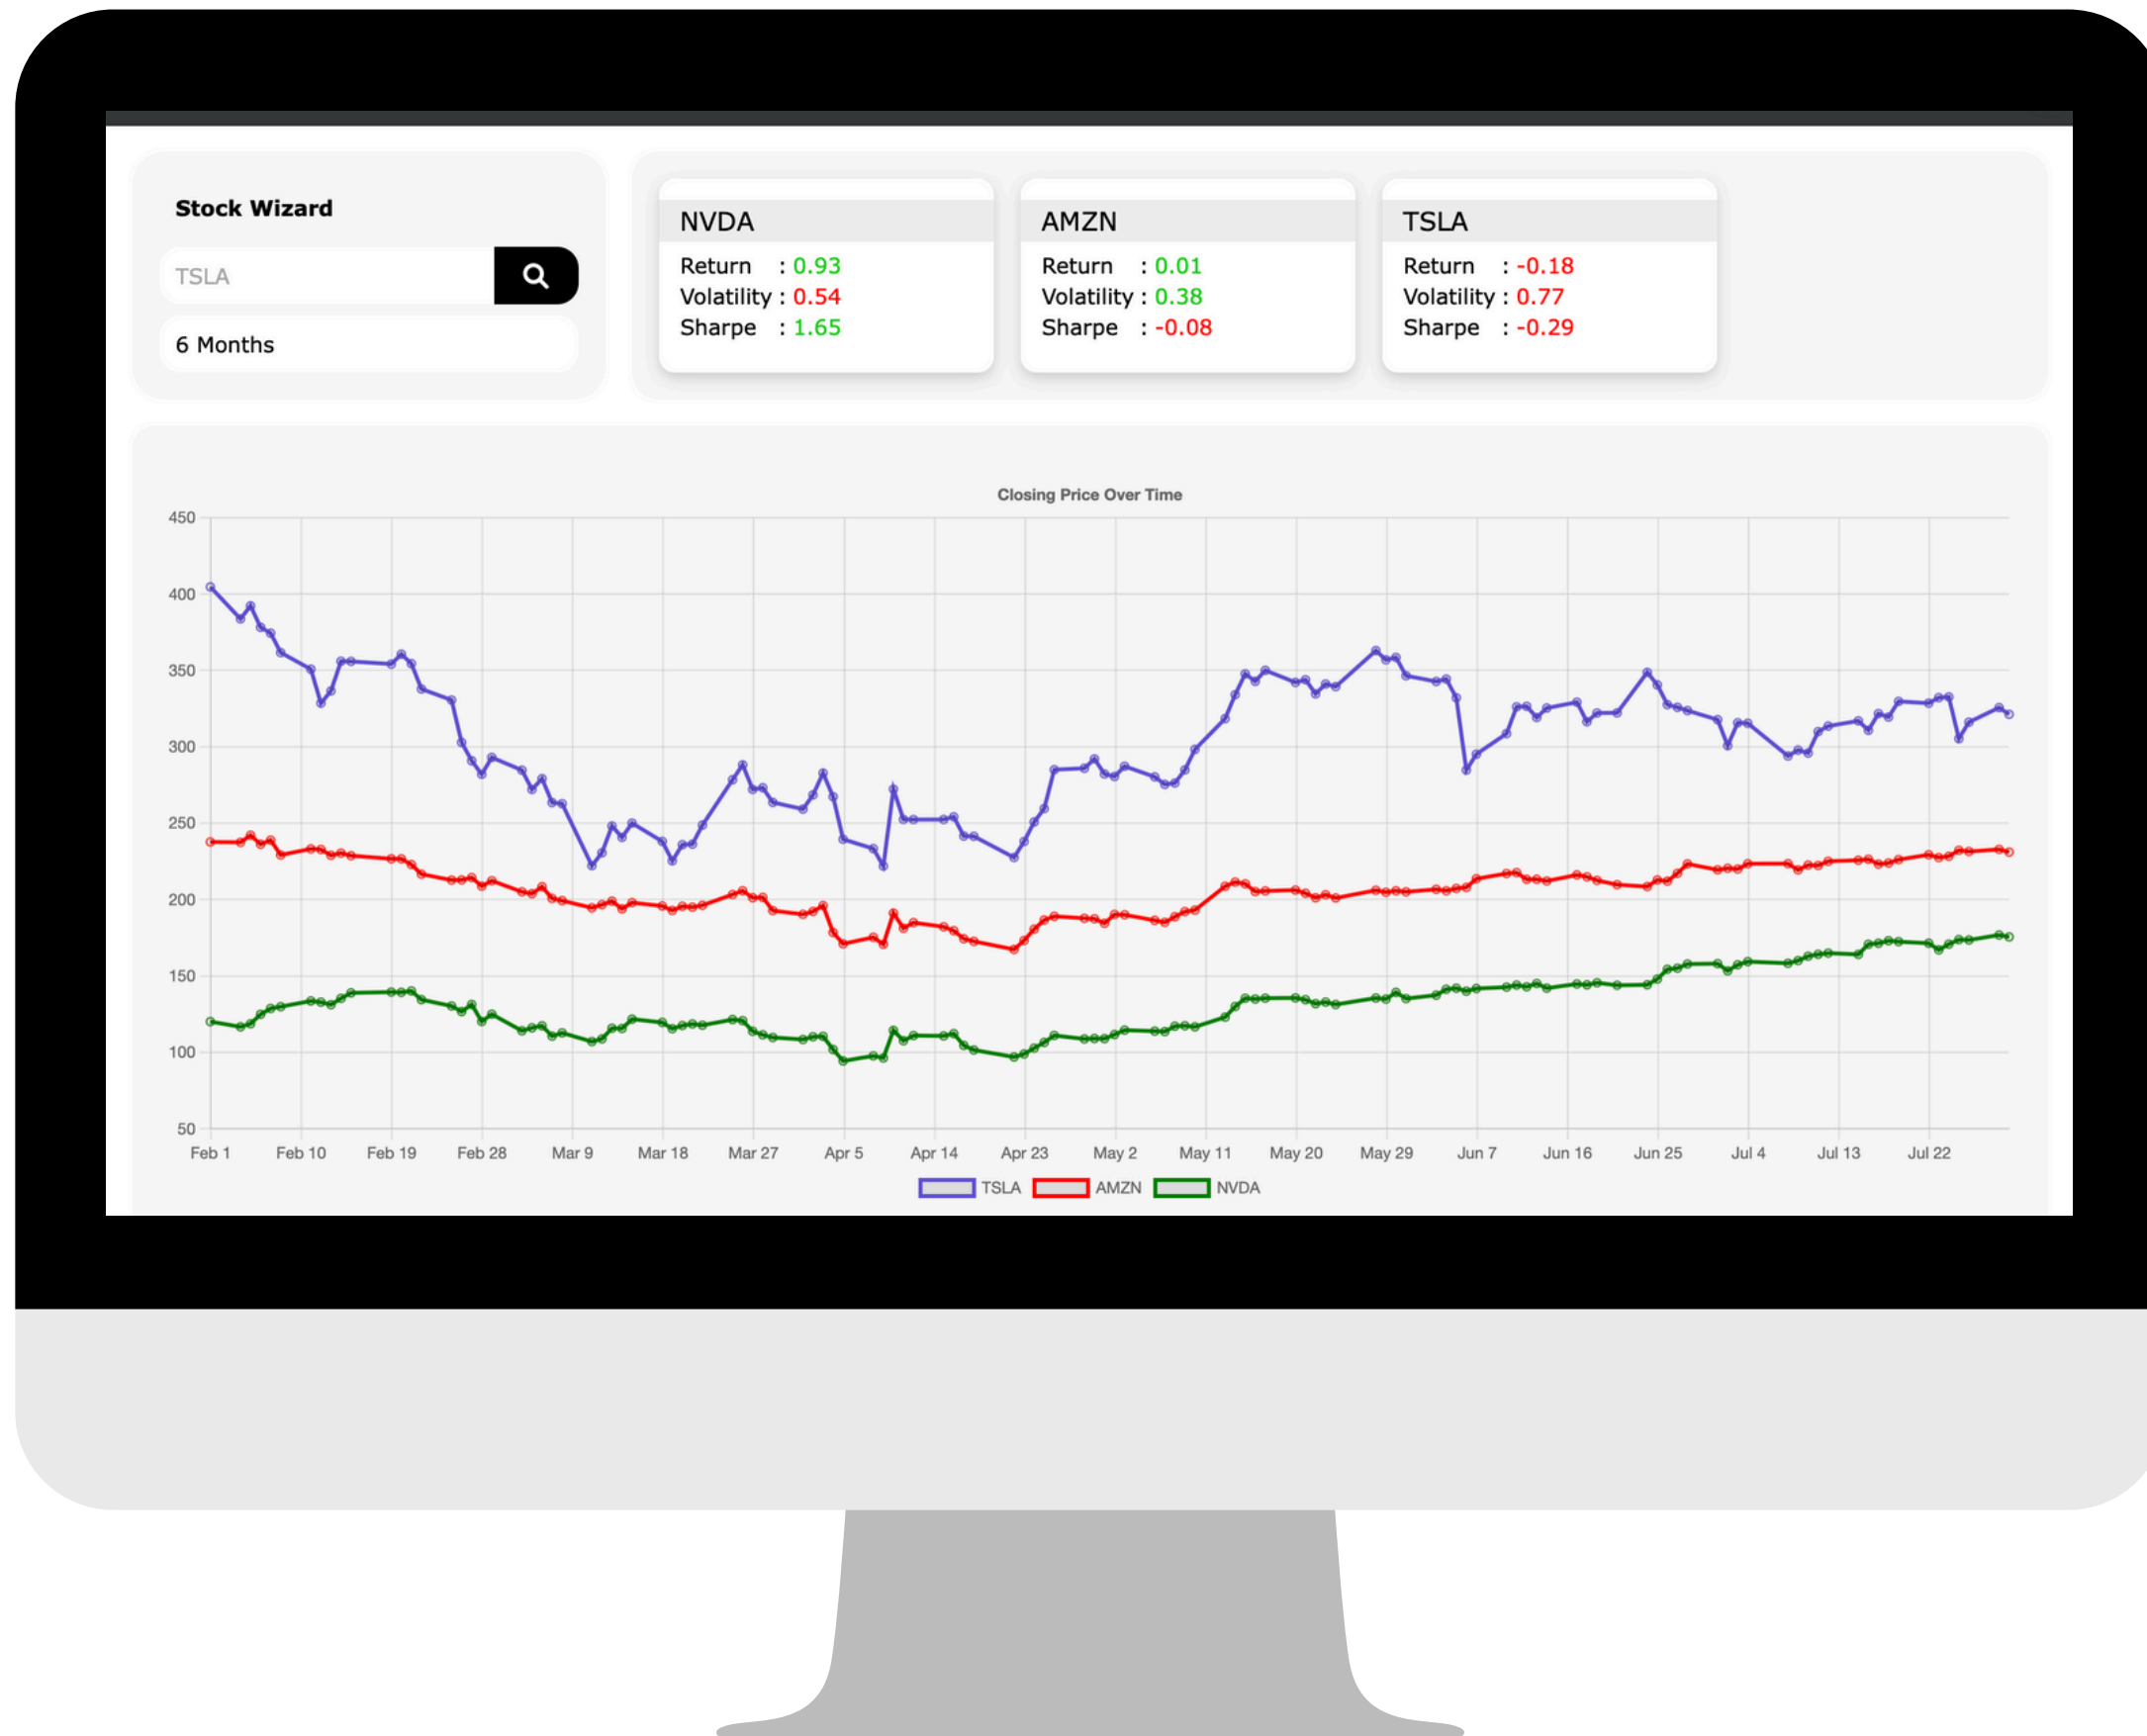 Stock Wizard
TSLA
6 Months
NVDA
Return : 0.93
Volatility : 0.54
Sharpe : 1.65
AMZN
Return : 0.01
Volatility : 0.38
Sharpe : -0.08
TSLA
Return : -0.18
Volatility : 0.77
Sharpe : -0.29
Closing Price Over Time
450
400
350
300
250
200
150
100
50
Feb 1 Feb 10 Feb 19 Feb 28 Mar 9 Mar 18 Mar 27 Apr 5 Apr 14 Apr 23 May 2 May 11 May 20 May 29 Jun 7 Jun 16 Jun 25 Jul 4 Jul 13 Jul 22
TSLA AMZN NVDA